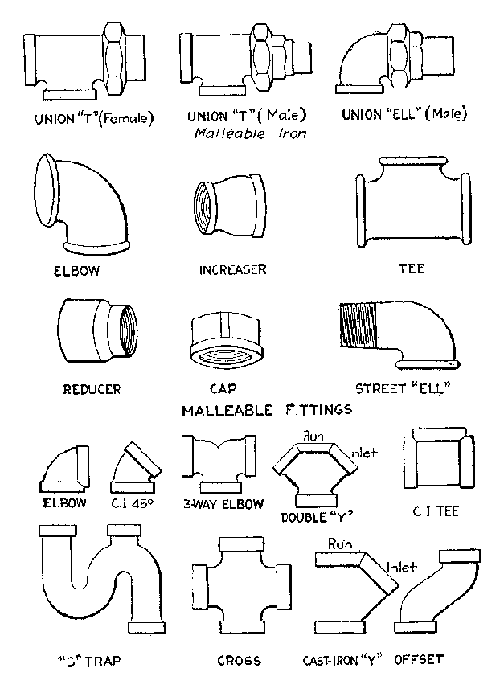 UNION "T" (Female)
UNION "T" (Male)
Malleable Iron
UNION "ELL" (Male)
ELBOW
INCREASER
TEE
REDUCER
CAP
STREET "ELL"
MALLEABLE FITTINGS
Run
Inlet
ELBOW
C.I 45°
3-WAY ELBOW
DOUBLE "Y"
C I TEE
Run
Inlet
"S" TRAP
CROSS
CAST-IRON "Y"
OFFSET